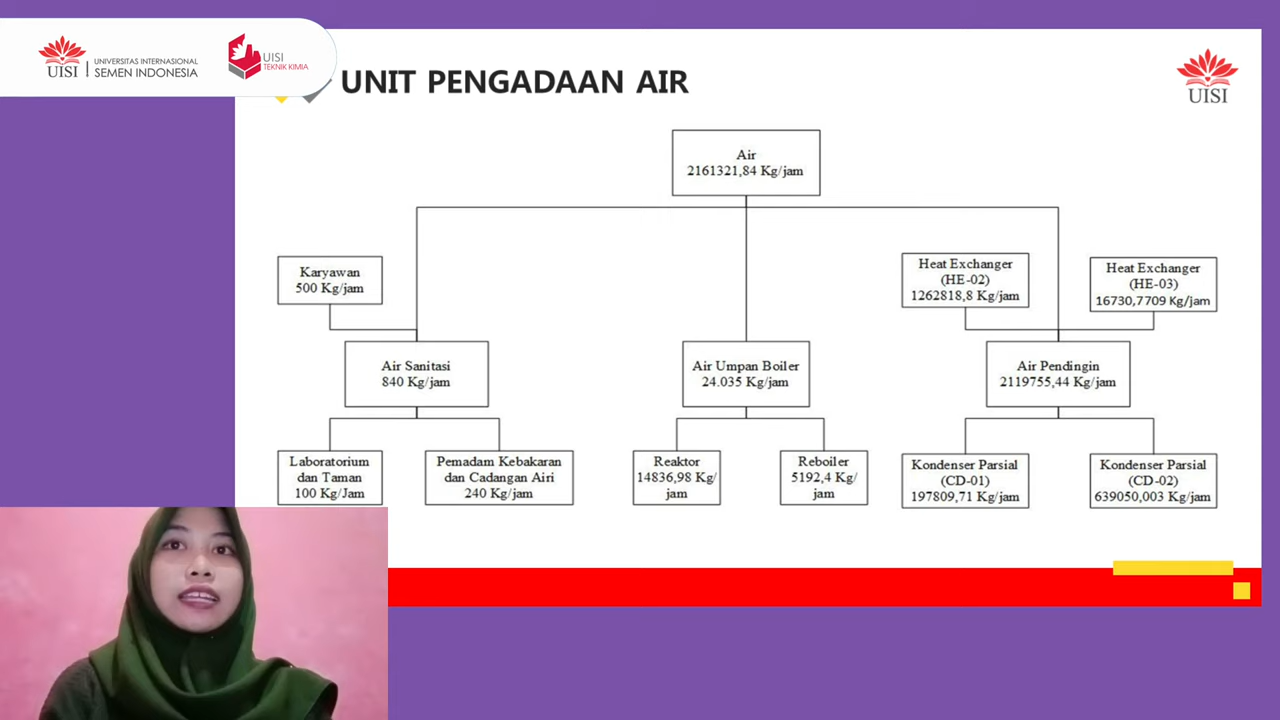 UISI
UNIVERSITAS INTERNASIONAL
SEMEN INDONESIA
UISI
TEKNIK KIMIA
UNIT PENGADAAN AIR
UISI
Air
2161321,84 Kg/jam
Karyawan
500 Kg/jam
Heat Exchanger
(HE-02)
1262818,8 Kg/jam
Heat Exchanger
(HE-03)
16730,7709 Kg/jam
Air Sanitasi
840 Kg/jam
Air Umpan Boiler
24.035 Kg/jam
Air Pendingin
2119755,44 Kg/jam
Laboratorium
dan Taman
100 Kg/Jam
Pemadam Kebakaran
dan Cadangan Airi
240 Kg/jam
Reaktor
14836,98 Kg/
jam
Reboiler
5192,4 Kg/
jam
Kondenser Parsial
(CD-01)
197809,71 Kg/jam
Kondenser Parsial
(CD-02)
639050,003 Kg/jam